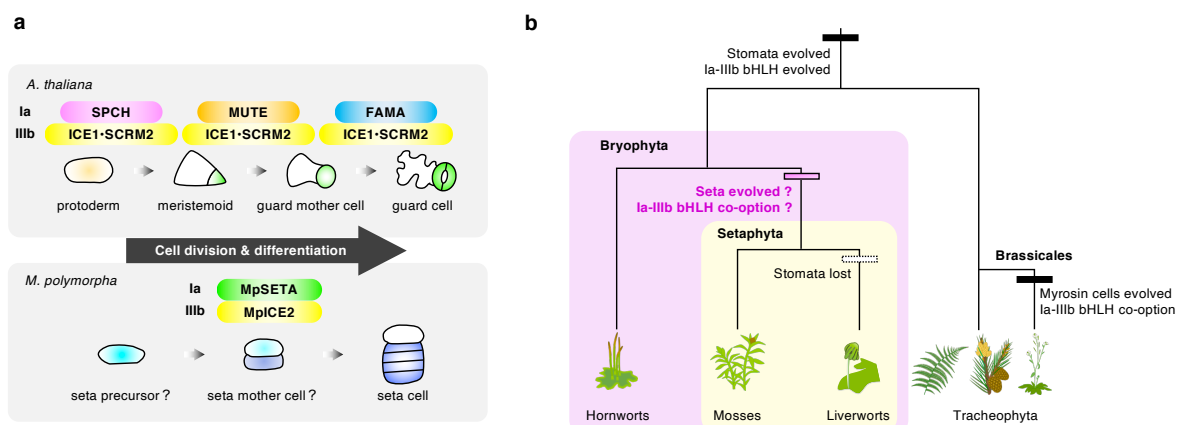 a
A. thaliana
Ia SPCH MUTE FAMA
IIIb ICE1•SCRM2 ICE1•SCRM2 ICE1•SCRM2
protoderm meristemoid guard mother cell guard cell
Cell division & differentiation
M. polymorpha
Ia MpSETA
IIIb MpICE2
seta precursor ? seta mother cell ? seta cell
b
Stomata evolved
Ia-IIIb bHLH evolved
Bryophyta
Seta evolved ?
Ia-IIIb bHLH co-option ?
Setaphyta
Stomata lost
Brassicales
Myrosin cells evolved
Ia-IIIb bHLH co-option
Hornworts Mosses Liverworts Tracheophyta